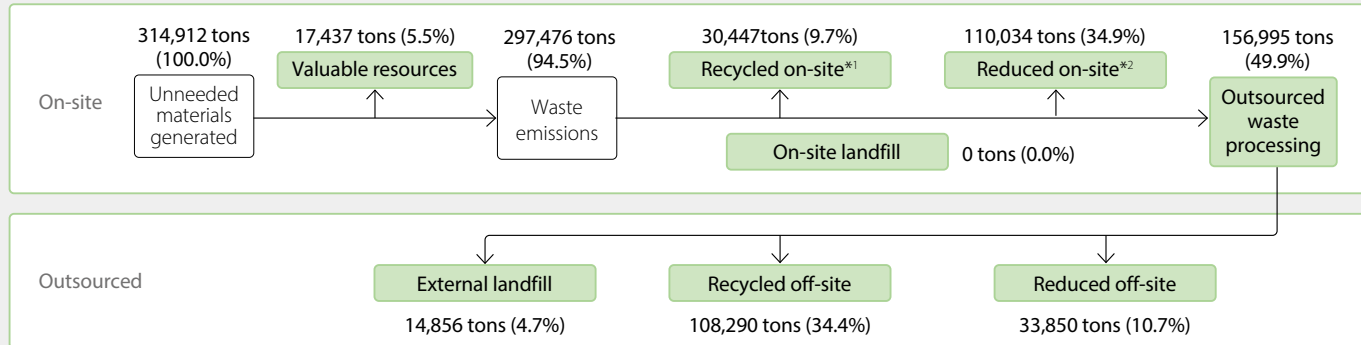 314,912 tons
(100.0%)
17,437 tons (5.5%)
297,476 tons
(94.5%)
30,447tons (9.7%)
110,034 tons (34.9%)
156,995 tons
(49.9%)
On-site
Unneeded
materials
generated
Valuable resources
Waste
emissions
Recycled on-site*1
Reduced on-site*2
Outsourced
waste
processing
On-site landfill
0 tons (0.0%)
Outsourced
External landfill
Recycled off-site
Reduced off-site
14,856 tons (4.7%)
108,290 tons (34.4%)
33,850 tons (10.7%)